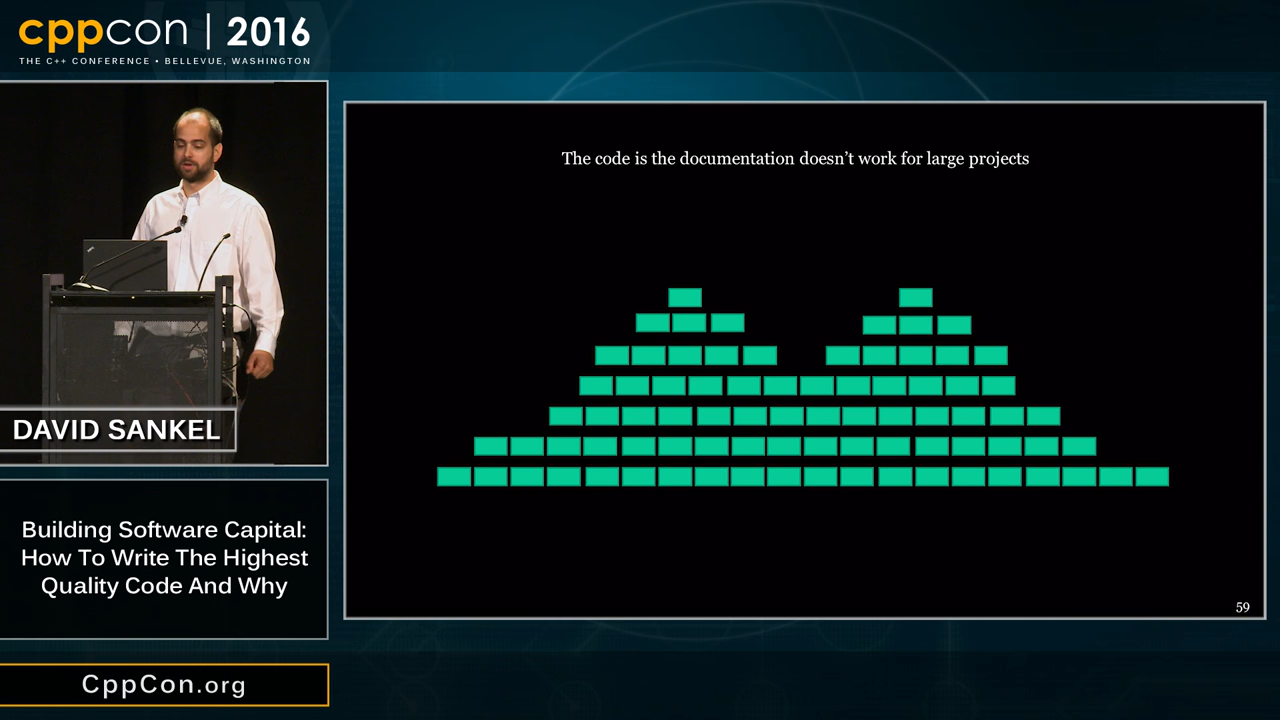 cppcon | 2016
THE C++ CONFERENCE • BELLEVUE, WASHINGTON
The code is the documentation doesn’t work for large projects
DAVID SANKEL
Building Software Capital:
How To Write The Highest
Quality Code And Why
59
CppCon.org